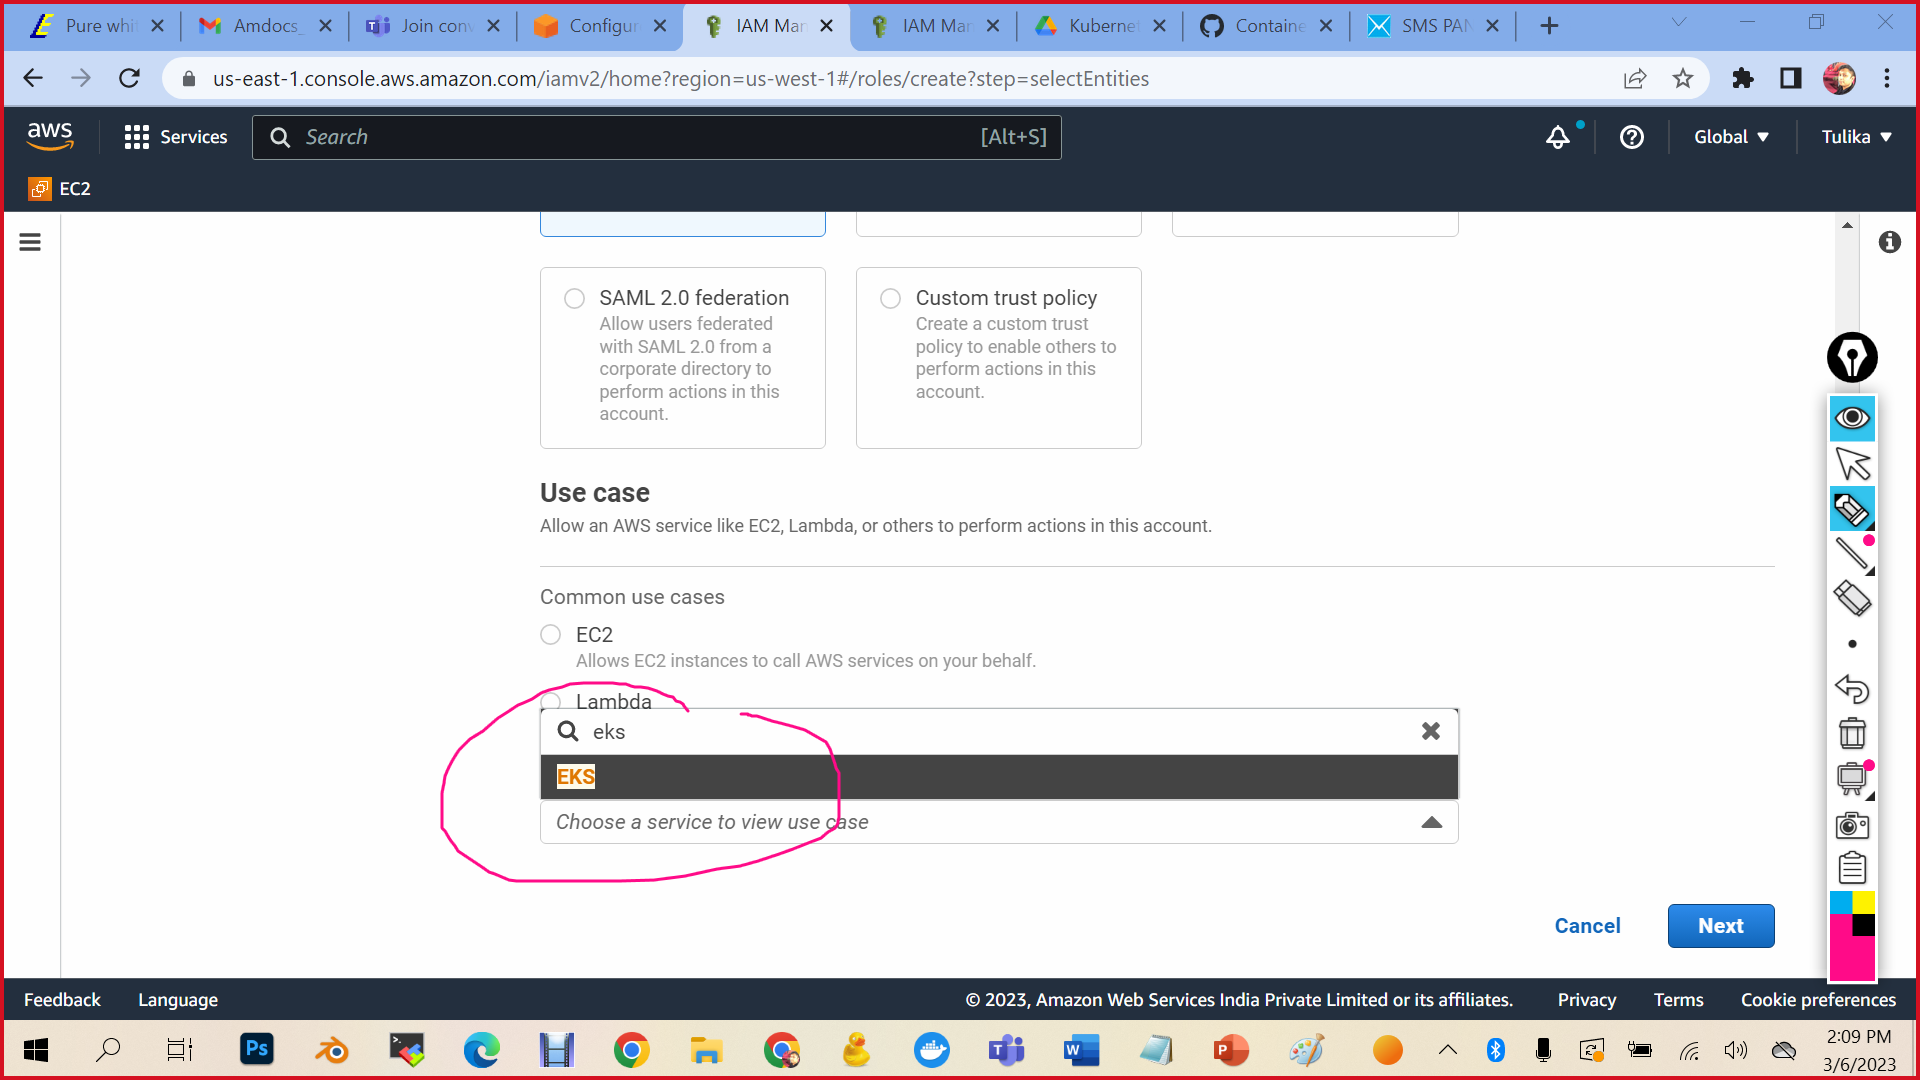 Pure whi
Amdocs_
Join conv
Configur
IAM Man
IAM Man
Kuberne
Containe
SMS PAN
us-east-1.console.aws.amazon.com/iamv2/home?region=us-west-1#/roles/create?step=selectEntities
aws
Services
Search
[Alt+S]
Global
Tulika
EC2
SAML 2.0 federation
Allow users federated
with SAML 2.0 from a
corporate directory to
perform actions in this
account.
Custom trust policy
Create a custom trust
policy to enable others to
perform actions in this
account.
Use case
Allow an AWS service like EC2, Lambda, or others to perform actions in this account.
Common use cases
EC2
Allows EC2 instances to call AWS services on your behalf.
Lambda
eks
EKS
Choose a service to view use case
Cancel
Next
Feedback
Language
© 2023, Amazon Web Services India Private Limited or its affiliates.
Privacy
Terms
Cookie preferences
Ps
W
P
2:09 PM
3/6/2023